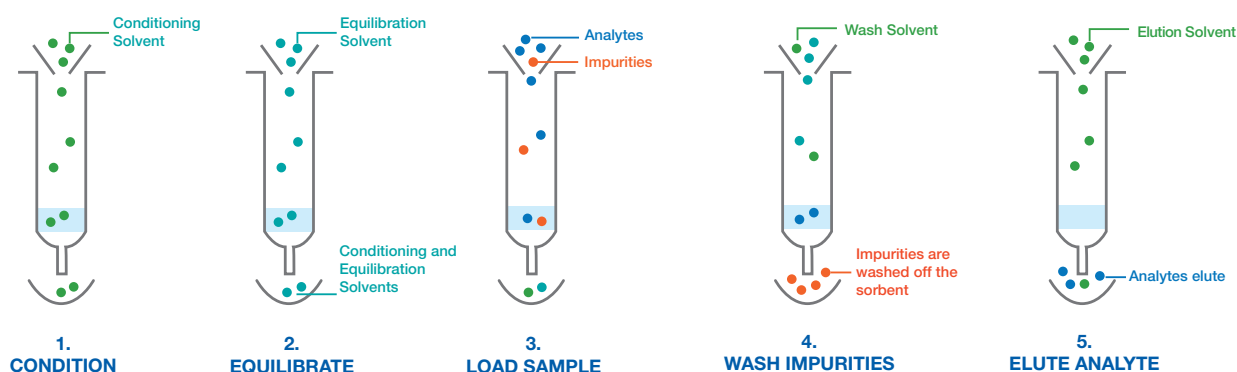 Conditioning
Solvent
Equilibration
Solvent
Analytes
Impurities
Wash Solvent
Elution Solvent
Conditioning and
Equilibration
Solvents
Impurities are
washed off the
sorbent
Analytes elute
1.
CONDITION
2.
EQUILIBRATE
3.
LOAD SAMPLE
4.
WASH IMPURITIES
5.
ELUTE ANALYTE